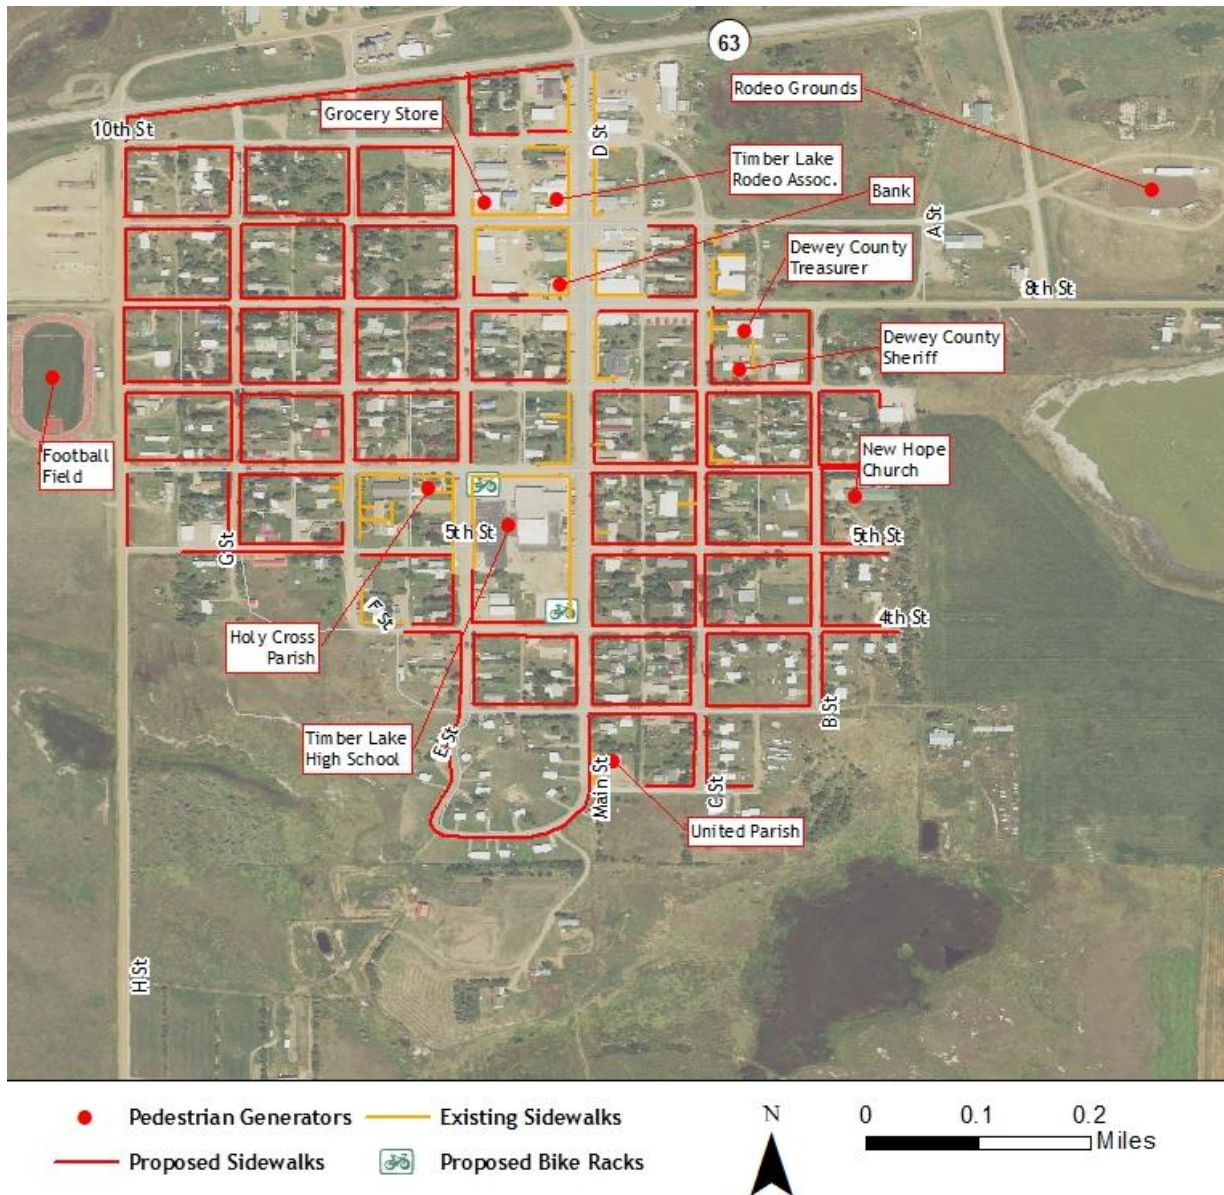 63
Rodeo Grounds
Grocery Store
10th St
D St
Timber Lake
Rodeo Assoc.
Bank
A St
Dewey County
Treasurer
8th St
Dewey County
Sheriff
Football
Field
New Hope
Church
5th St
5th St
G St
F St
4th St
Holy Cross
Parish
B St
Timber Lake
High School
E St
Main St
C St
United Parish
H St
Pedestrian Generators
Existing Sidewalks
N
0 0.1 0.2
Miles
Proposed Sidewalks
Proposed Bike Racks